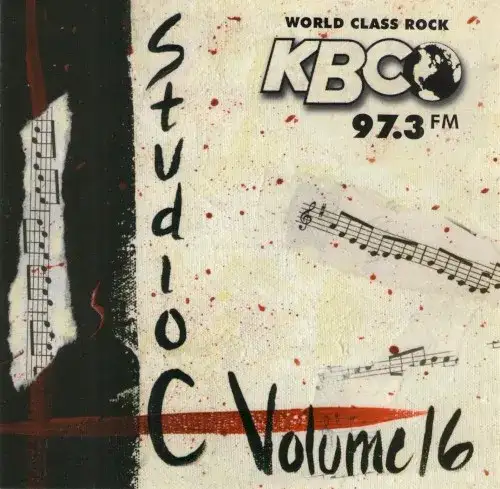 WORLD CLASS ROCK
KBCO
97.3 FM
Studio C
Volume 16